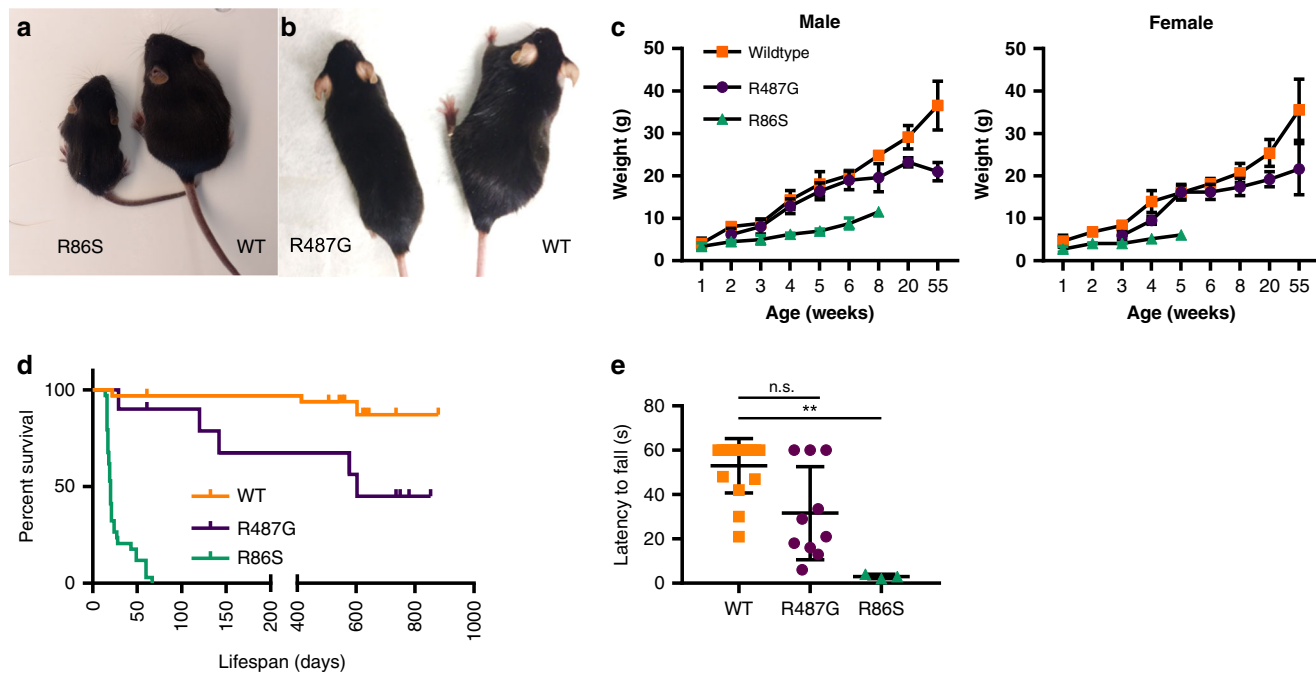 a
R86S
WT
b
R487G
WT
c
Male
Weight (g)
50
40
30
20
10
0
Wildtype
R487G
R86S
1 2 3 4 5 6 8 20 55
Age (weeks)
Female
Weight (g)
50
40
30
20
10
0
1 2 3 4 5 6 8 20 55
Age (weeks)
d
Percent survival
100
50
0
WT
R487G
R86S
0 50 100 150 200 400 600 800 1000
Lifespan (days)
e
Latency to fall (s)
80
60
40
20
0
n.s.
**
WT R487G R86S